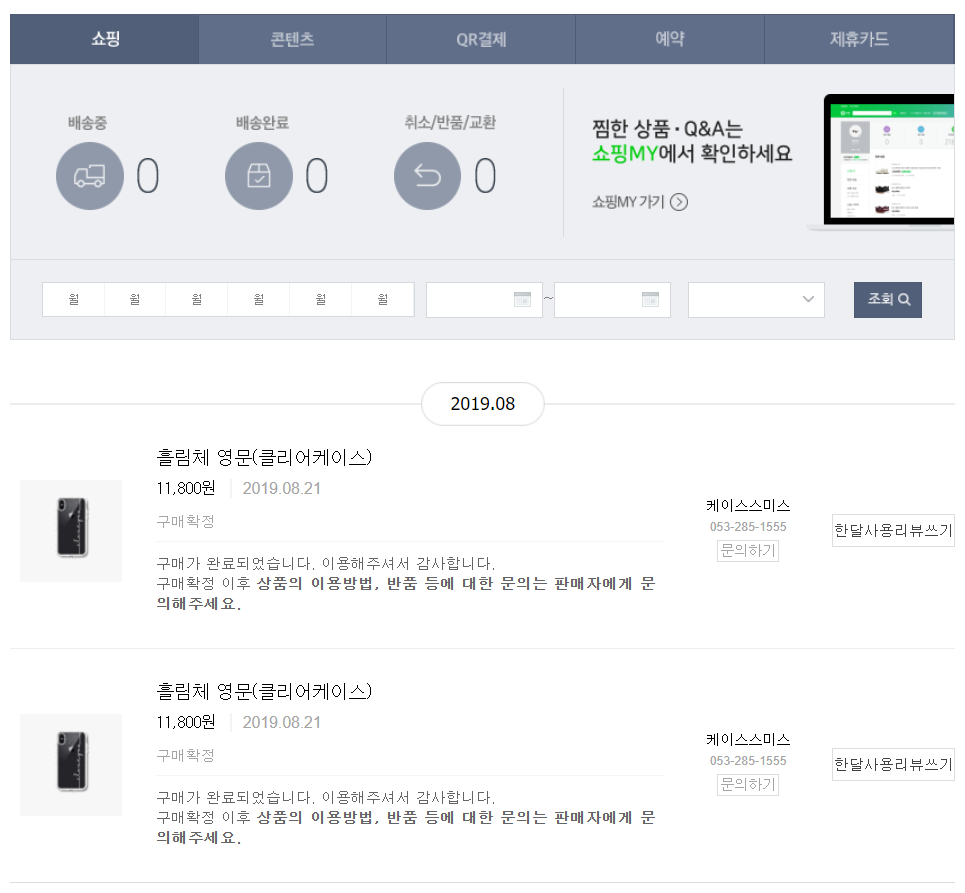 쇼핑
콘텐츠
QR결제
예약
제휴카드
배송중
0
배송완료
0
취소/반품/교환
0
찜한 상품·Q&A는
쇼핑MY에서 확인하세요
쇼핑MY 가기
월 월 월 월 월 월
~
조회
2019.08
흘림체 영문(클리어케이스)
11,800원 2019.08.21
구매확정
구매가 완료되었습니다. 이용해주셔서 감사합니다.
구매확정 이후 상품의 이용방법, 반품 등에 대한 문의는 판매자에게 문
의해주세요.
케이스스미스
053-285-1555
문의하기
한달사용리뷰쓰기
흘림체 영문(클리어케이스)
11,800원 2019.08.21
구매확정
구매가 완료되었습니다. 이용해주셔서 감사합니다.
구매확정 이후 상품의 이용방법, 반품 등에 대한 문의는 판매자에게 문
의해주세요.
케이스스미스
053-285-1555
문의하기
한달사용리뷰쓰기